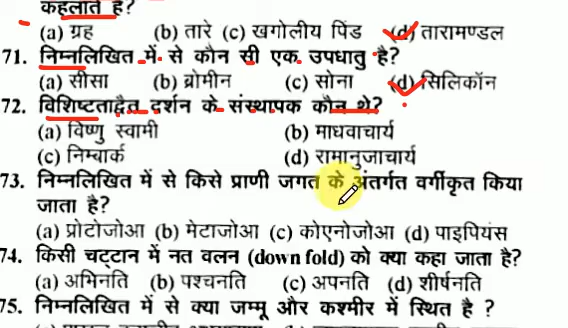 कहलाते हैं?
(a) ग्रह (b) तारे (c) खगोलीय पिंड (d) तारामण्डल
71. निम्नलिखित में से कौन सी एक उपधातु है?
(a) सीसा (b) ब्रोमीन (c) सोना (d) सिलिकॉन
72. विशिष्टताद्वैत दर्शन के संस्थापक कौन थे?
(a) विष्णु स्वामी (b) माधवाचार्य
(c) निम्बार्क (d) रामानुजाचार्य
73. निम्नलिखित में से किसे प्राणी जगत के अंतर्गत वर्गीकृत किया
जाता है?
(a) प्रोटोजोआ (b) मेटाजोआ (c) कोएनोजोआ (d) पाइपियंस
74. किसी चट्टान में नत वलन (down fold) को क्या कहा जाता है?
(a) अभिनति (b) पश्चनति (c) अपनति (d) शीर्षनति
75. निम्नलिखित में से क्या जम्मू और कश्मीर में स्थित है ?